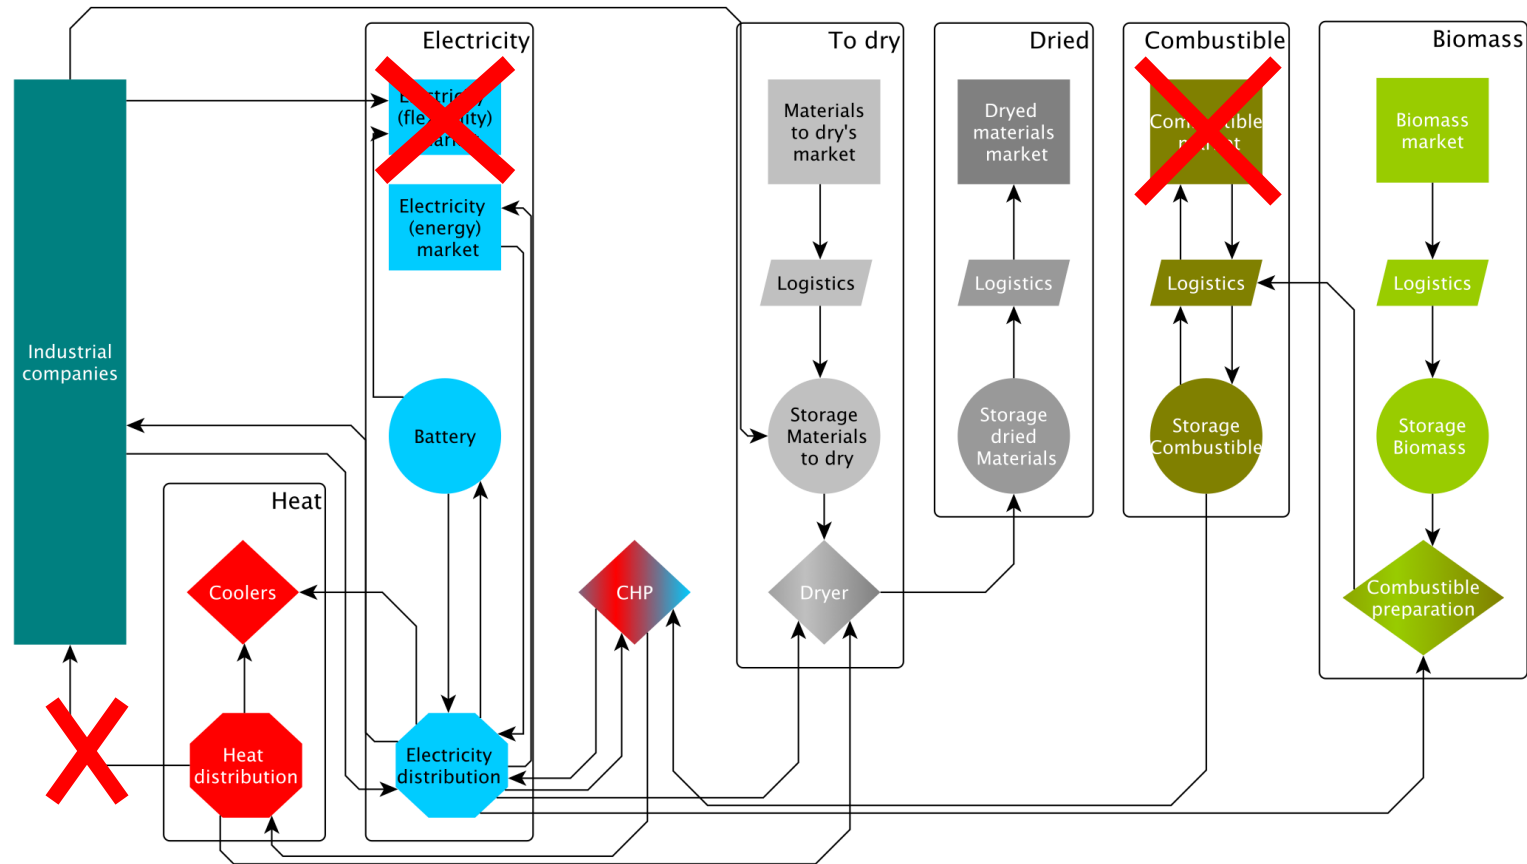 Electricity
To dry
Dried
Combustible
Biomass
Materials
to dry's
market
Dryed
materials
market
Biomass
market
Electricity
(energy)
market
Logistics
Logistics
Logistics
Logistics
Industrial
companies
Battery
Storage
Materials
to dry
Storage
dried
Materials
Storage
Combustible
Storage
Biomass
Heat
Coolers
CHP
Dryer
Combustible
preparation
Heat
distribution
Electricity
distribution